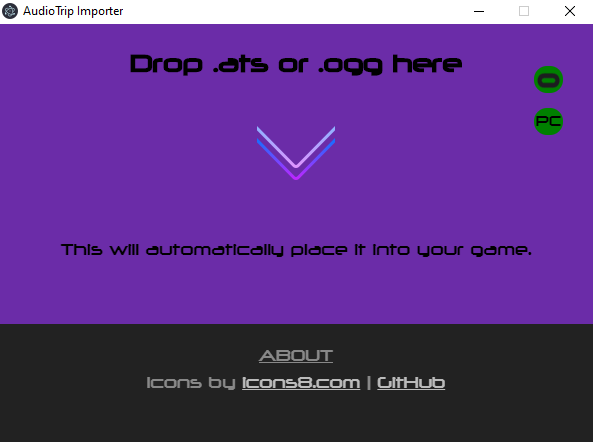 AudioTrip Importer
Drop .ats or .ogg here
PC
This will automatically place it into your game.
ABOUT
Icons by icons8.com | GitHub